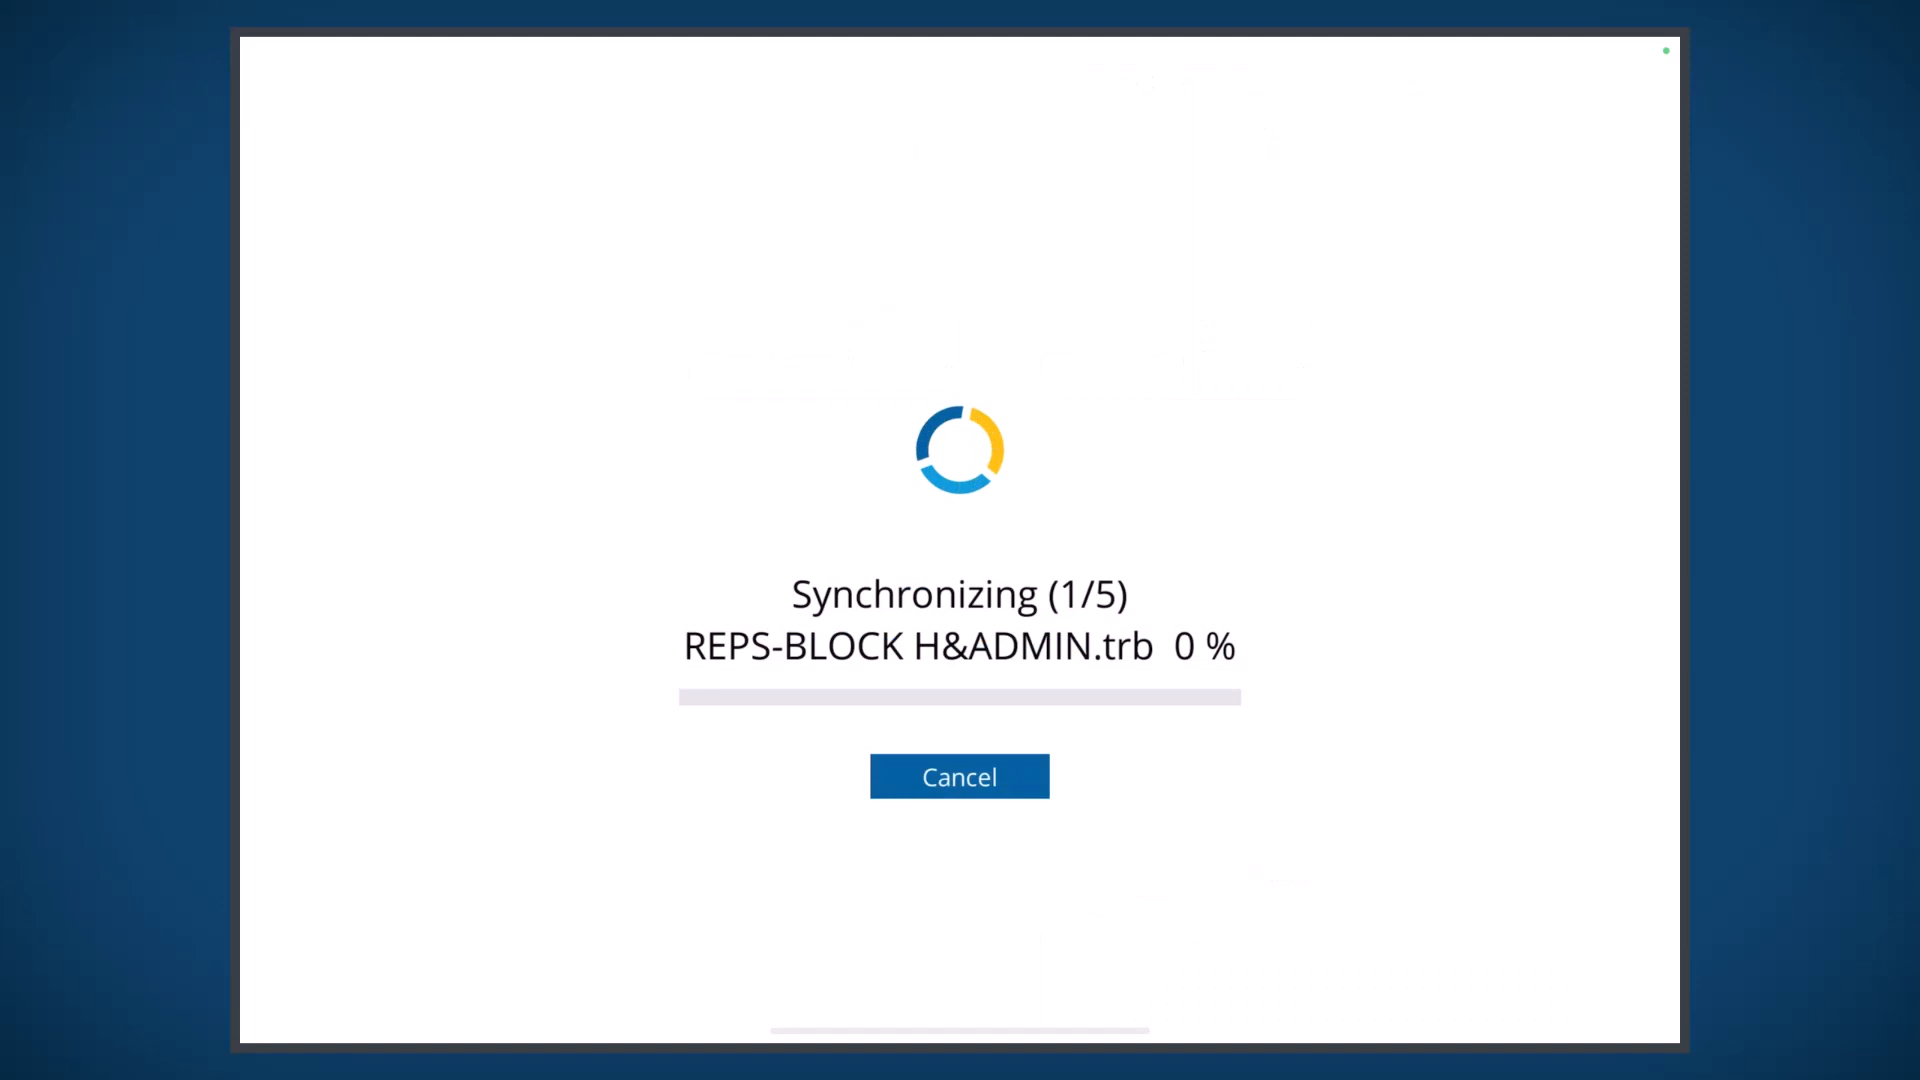 Synchronizing (1/5)
REPS-BLOCK H&ADMIN.trb 0 %
Cancel